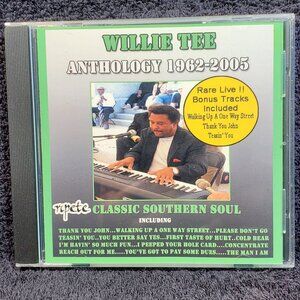 WILLIE TEE
ANTHOLOGY 1962-2005
Rare Live !!
Bonus Tracks
included
Walking Up A One Way Street
Thank You John
Teasin' You
ripete CLASSIC SOUTHERN SOUL
INCLUDING
THANK YOU JOHN....WALKING UP A ONE WAY STREET....PLEASE DON'T GO
TEASIN' YOU...YOU BETTER SAY YES...FIRST TASTE OF HURT...COLD BEAR
I'M HAVIN' SO MUCH FUN...I PEEPED YOUR HOLE CARD....CONCENTRATE
REACH OUT FOR ME.....YOU'VE GOT TO PAY SOME DUES.....THE MAN I AM